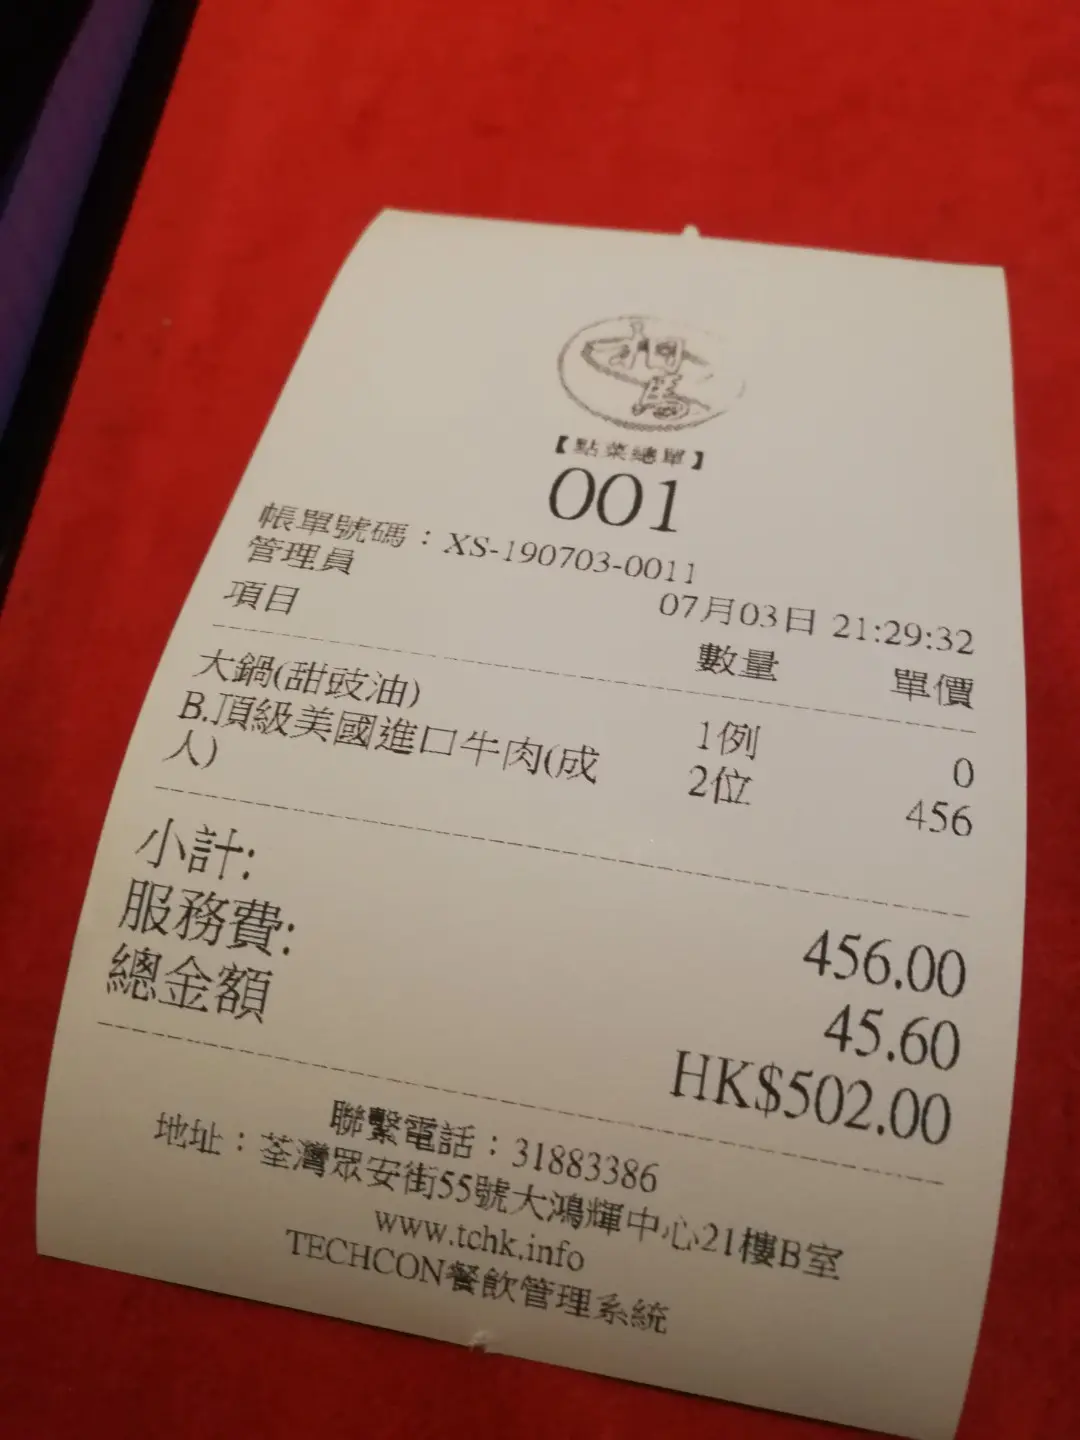 【點菜總單】
001
帳單號碼：XS-190703-0011
管理員 07月03日 21:29:32
項目 數量 單價
大鍋(甜豉油) 1例 0
B.頂級美國進口牛肉(成 2位 456
人)
小計: 456.00
服務費: 45.60
總金額 HK$502.00
聯繫電話：31883386
地址：荃灣眾安街55號大鴻輝中心21樓B室
www.tchk.info
TECHCON餐飲管理系統